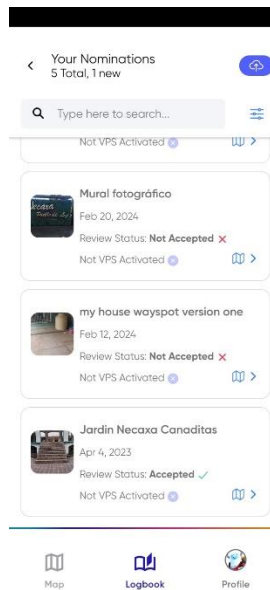 Your Nominations
5 Total, 1 new
Type here to search...
Not VPS Activated
Mural fotográfico
Feb 20, 2024
Review Status: Not Accepted
Not VPS Activated
my house wayspot version one
Feb 12, 2024
Review Status: Not Accepted
Not VPS Activated
Jardin Necaxa Canaditas
Apr 4, 2023
Review Status: Accepted
Not VPS Activated
Map Logbook Profile